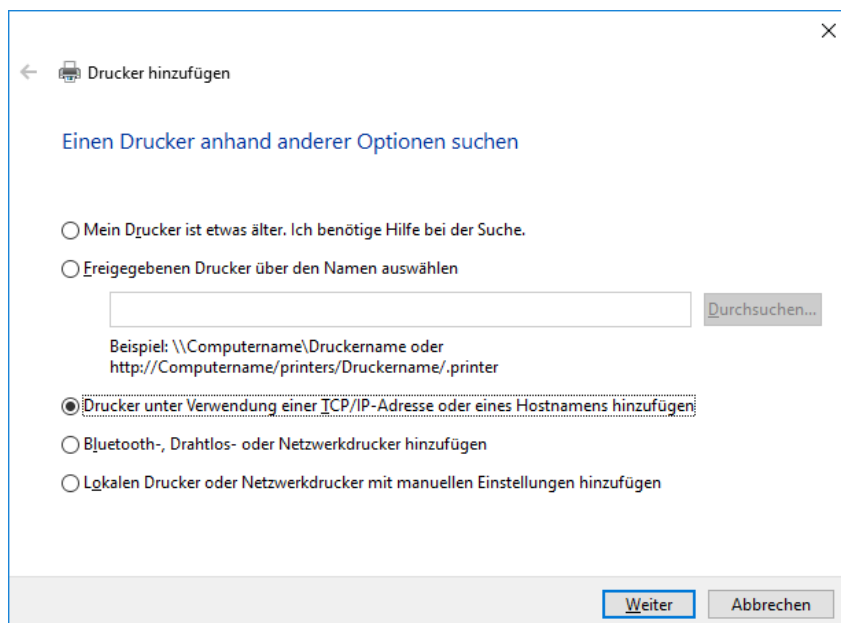 Drucker hinzufügen
Einen Drucker anhand anderer Optionen suchen
Mein Drucker ist etwas älter. Ich benötige Hilfe bei der Suche.
Freigegebenen Drucker über den Namen auswählen
Durchsuchen...
Beispiel: \\Computername\Druckername oder
http://Computername/printers/Druckername/.printer
Drucker unter Verwendung einer TCP/IP-Adresse oder eines Hostnamens hinzufügen
Bluetooth-, Drahtlos- oder Netzwerkdrucker hinzufügen
Lokalen Drucker oder Netzwerkdrucker mit manuellen Einstellungen hinzufügen
Weiter Abbrechen